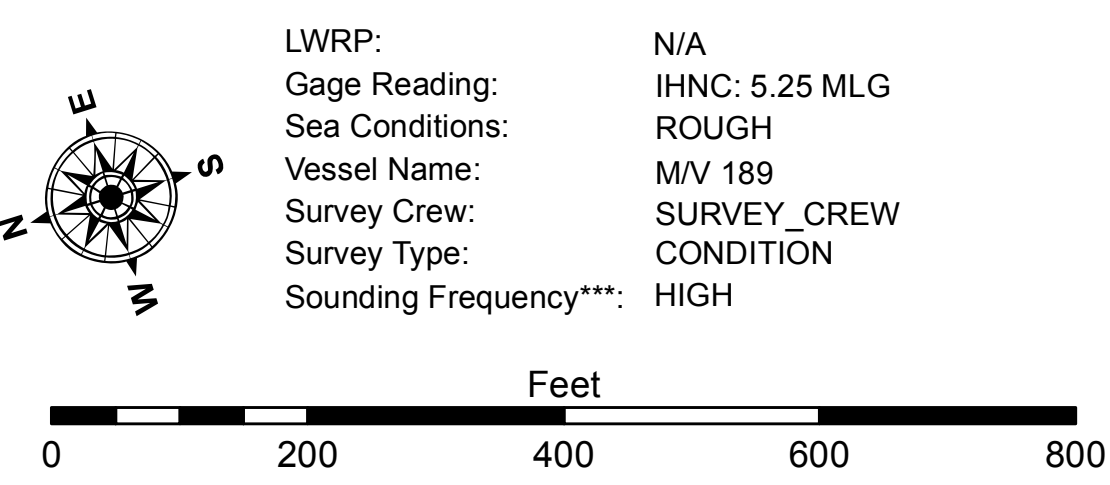 LWRP: N/A
Gage Reading: IHNC: 5.25 MLG
Sea Conditions: ROUGH
Vessel Name: M/V 189
Survey Crew: SURVEY_CREW
Survey Type: CONDITION
Sounding Frequency***: HIGH
E
S
N
W
Feet
0 200 400 600 800